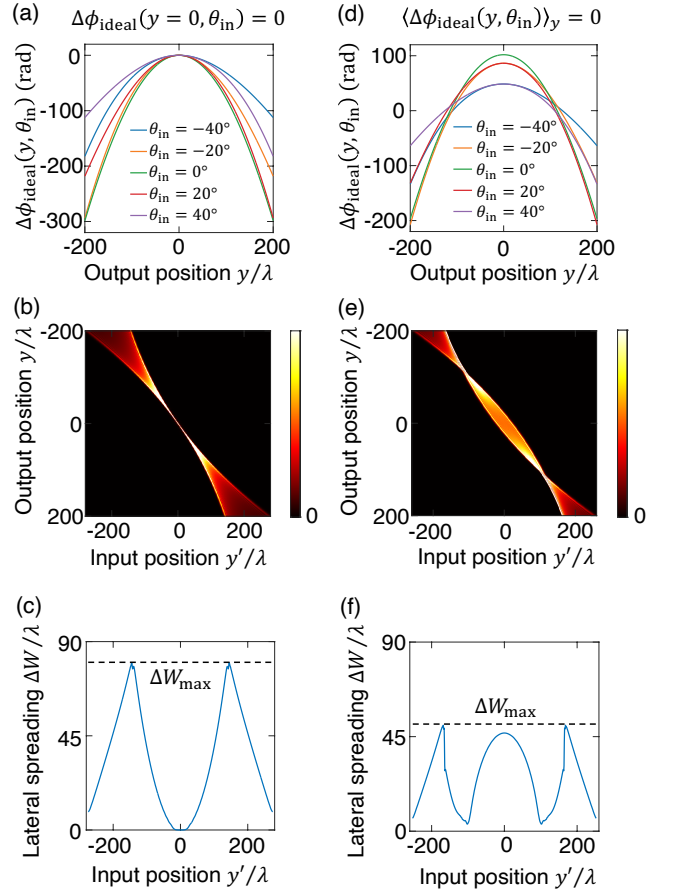 (a) Δϕideal(y = 0, θin) = 0
Δϕideal(y, θin) (rad)
0
-100
-200
-300
θin = −40°
θin = −20°
θin = 0°
θin = 20°
θin = 40°
-200 0 200
Output position y/λ
(d) ⟨Δϕideal(y, θin)⟩y = 0
Δϕideal(y, θin) (rad)
100
0
-100
-200
θin = −40°
θin = −20°
θin = 0°
θin = 20°
θin = 40°
-200 0 200
Output position y/λ
(b)
Output position y/λ
-200
0
200
-200 0 200
Input position y′/λ
0
(e)
Output position y/λ
-200
0
200
-200 0 200
Input position y′/λ
0
(c)
Lateral spreading ΔW/λ
90
45
0
ΔWmax
-200 0 200
Input position y′/λ
(f)
Lateral spreading ΔW/λ
90
45
0
ΔWmax
-200 0 200
Input position y′/λ